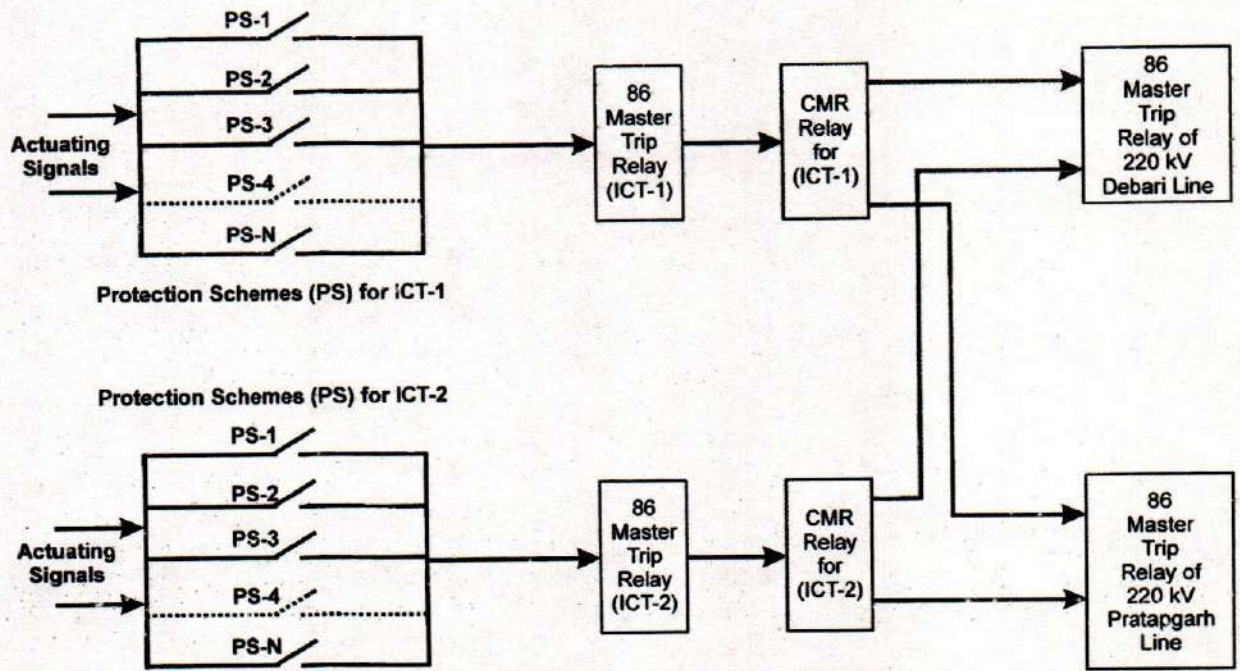 PS-1
PS-2
PS-3
PS-4
PS-N
Actuating
Signals
Protection Schemes (PS) for ICT-1
86
Master
Trip
Relay
(ICT-1)
CMR
Relay
for
(ICT-1)
86
Master
Trip
Relay of
220 kV
Debari Line
Protection Schemes (PS) for ICT-2
PS-1
PS-2
PS-3
PS-4
PS-N
Actuating
Signals
86
Master
Trip
Relay
(ICT-2)
CMR
Relay
for
(ICT-2)
86
Master
Trip
Relay of
220 kV
Pratapgarh
Line